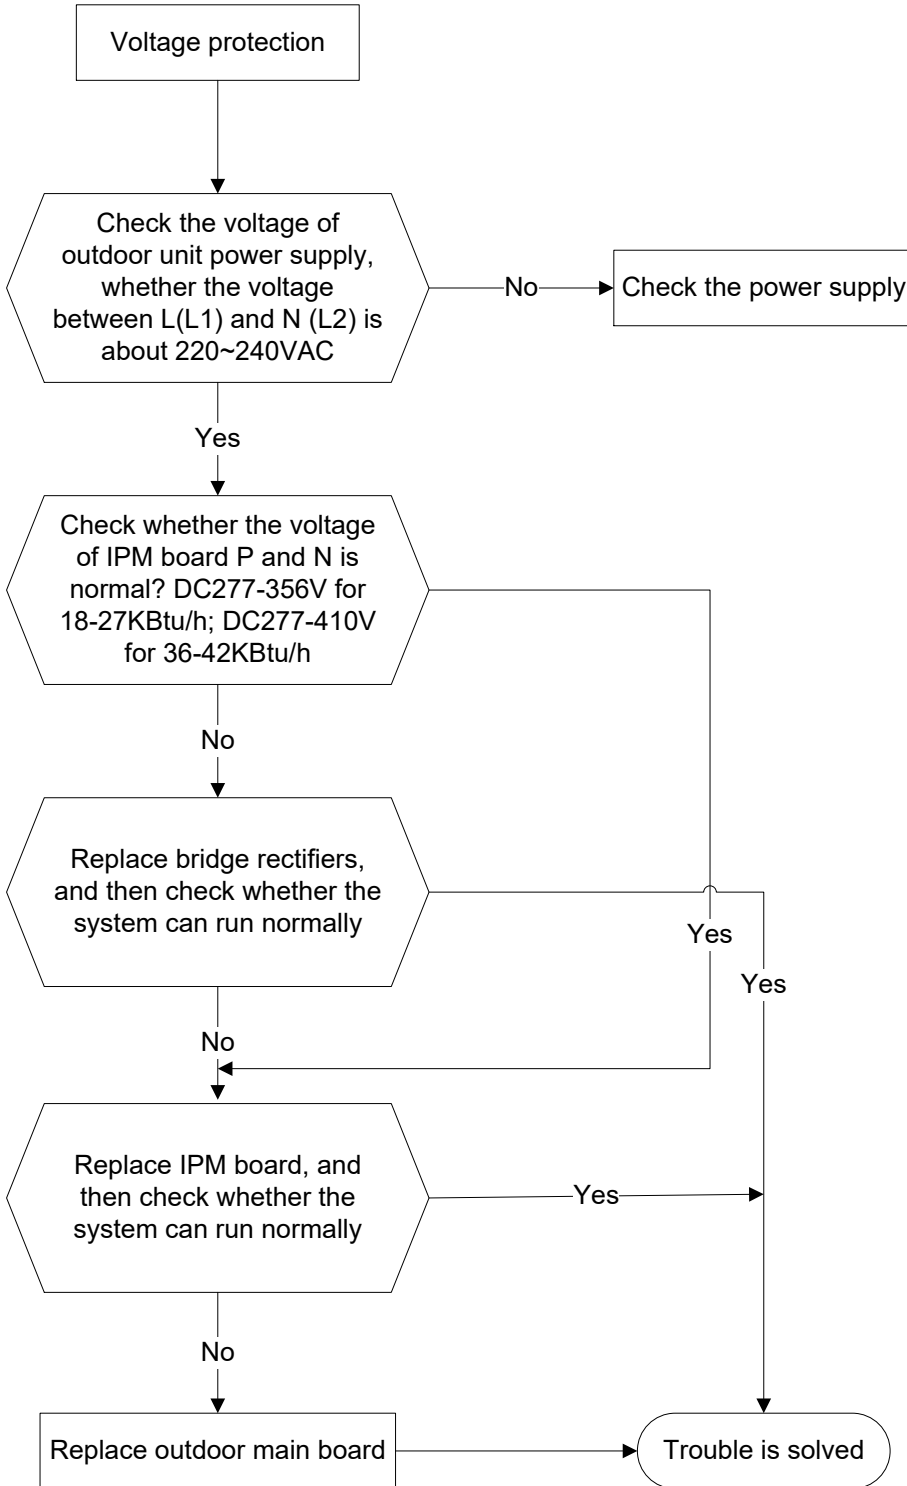 Voltage protection
Check the voltage of
outdoor unit power supply,
whether the voltage
between L(L1) and N (L2) is
about 220~240VAC
No
Check the power supply
Yes
Check whether the voltage
of IPM board P and N is
normal? DC277-356V for
18-27KBtu/h; DC277-410V
for 36-42KBtu/h
No
Replace bridge rectifiers,
and then check whether the
system can run normally
Yes
Yes
No
Replace IPM board, and
then check whether the
system can run normally
Yes
No
Replace outdoor main board
Trouble is solved